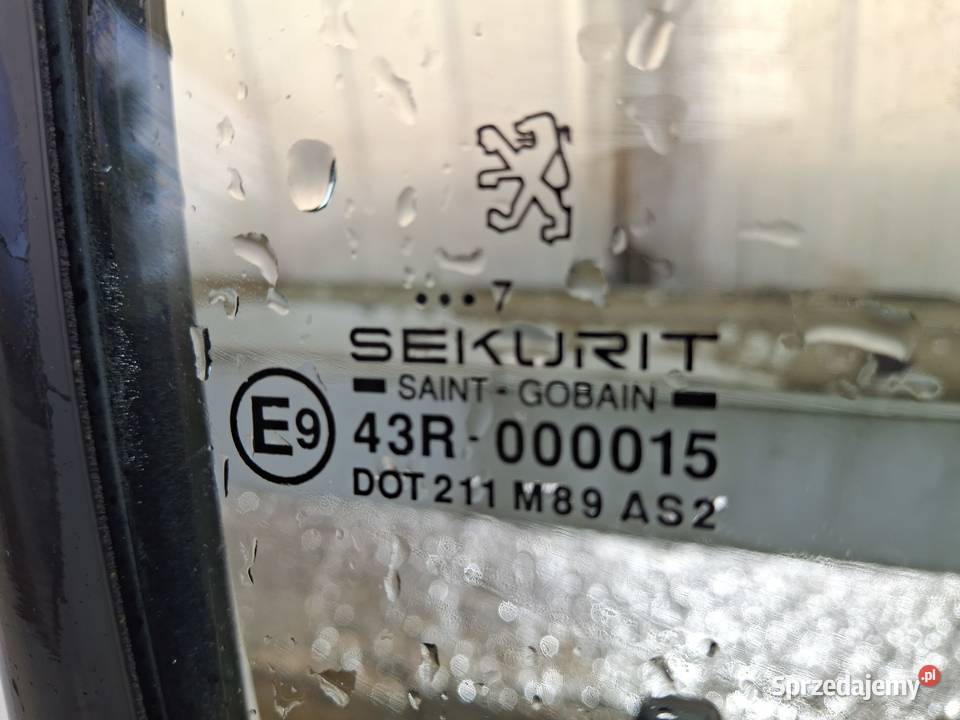 ••• 7
SEKURIT
SAINT - GOBAIN
E9
43R - 000015
DOT 211 M89 AS2
Sprzedajemy.pl